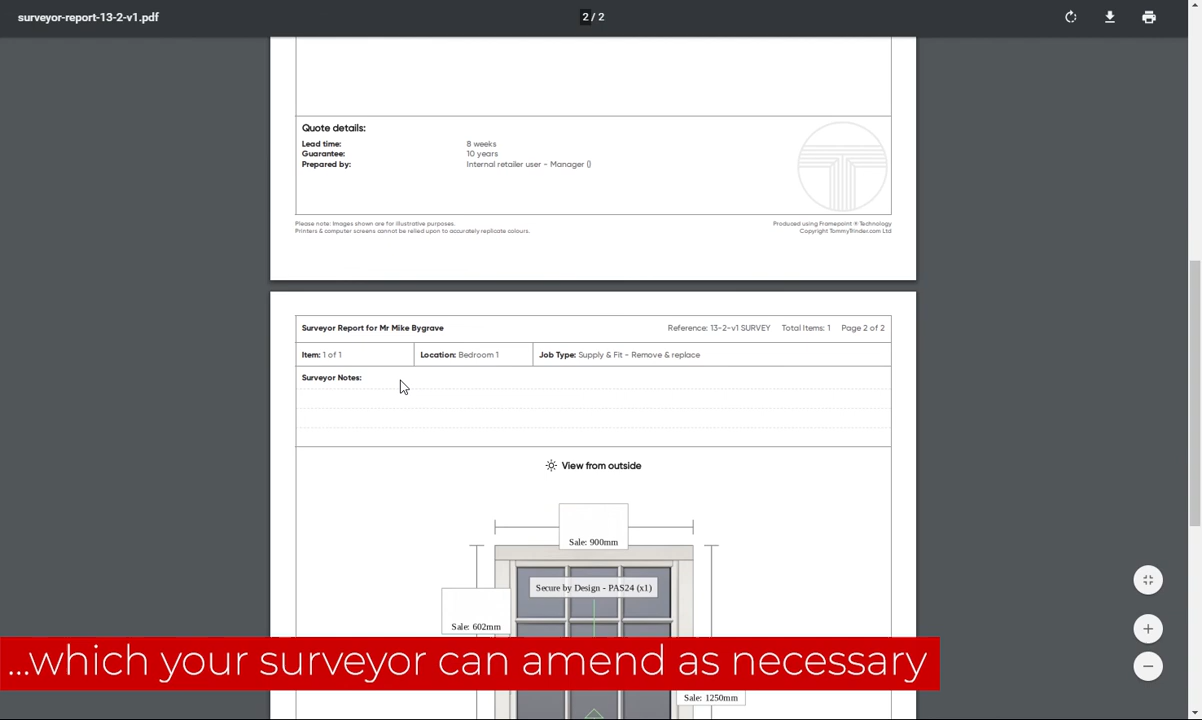 surveyor-report-13-2-v1.pdf
2 / 2
Quote details:
Lead time: 8 weeks
Guarantee: 10 years
Prepared by: Internal retailer user - Manager ()
Please note: Images shown are for illustrative purposes.
Printers & computer screens cannot be relied upon to accurately replicate colours.
Produced using Framepoint ® Technology
Copyright TommyTrinder.com Ltd
Surveyor Report for Mr Mike Bygrave
Reference: 13-2-v1 SURVEY Total Items: 1 Page 2 of 2
Item: 1 of 1 Location: Bedroom 1 Job Type: Supply & Fit - Remove & replace
Surveyor Notes:
View from outside
Sale: 900mm
Secure by Design - PAS24 (x1)
Sale: 602mm
...which your surveyor can amend as necessary
Sale: 1250mm